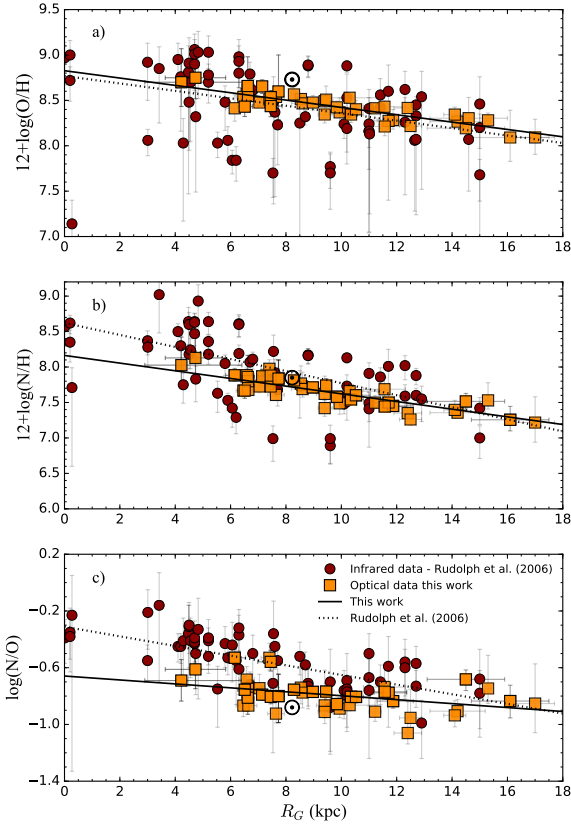 9.5
9.0
8.5
8.0
7.5
7.0
12+log(O/H)
a)
0 2 4 6 8 10 12 14 16 18
9.0
8.5
8.0
7.5
7.0
6.5
6.0
12+log(N/H)
b)
0 2 4 6 8 10 12 14 16 18
0.2
−0.2
−0.6
−1.0
−1.4
log(N/O)
c)
Infrared data - Rudolph et al. (2006)
Optical data this work
This work
Rudolph et al. (2006)
0 2 4 6 8 10 12 14 16 18
R_G (kpc)